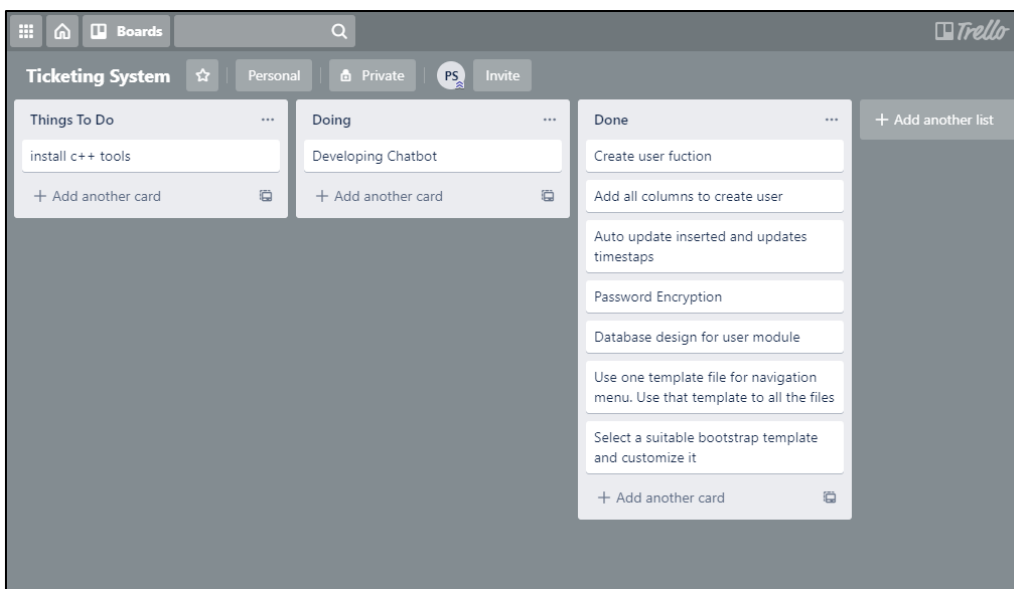 Boards
Trello
Ticketing System
Personal
Private
PS
Invite
Things To Do
install c++ tools
+ Add another card
Doing
Developing Chatbot
+ Add another card
Done
Create user fuction
Add all columns to create user
Auto update inserted and updates
timestaps
Password Encryption
Database design for user module
Use one template file for navigation
menu. Use that template to all the files
Select a suitable bootstrap template
and customize it
+ Add another card
+ Add another list